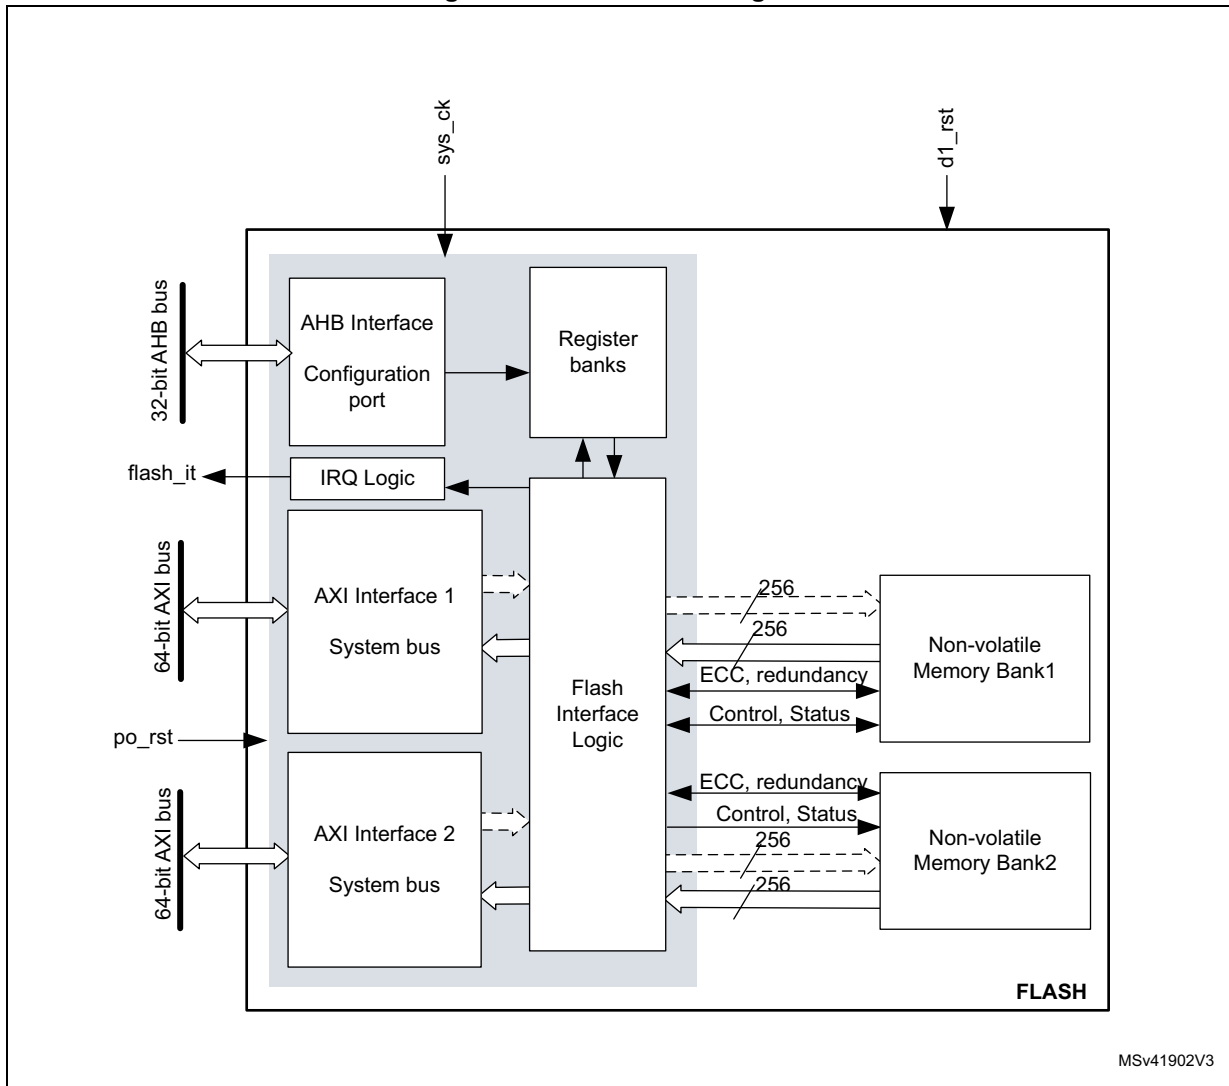 sys_ck
d1_rst
32-bit AHB bus
AHB Interface
Configuration
port
Register
banks
flash_it
IRQ Logic
64-bit AXI bus
AXI Interface 1
System bus
Flash
Interface
Logic
256
256
ECC, redundancy
Control, Status
Non-volatile
Memory Bank1
po_rst
64-bit AXI bus
AXI Interface 2
System bus
ECC, redundancy
Control, Status
256
256
Non-volatile
Memory Bank2
FLASH
MSv41902V3